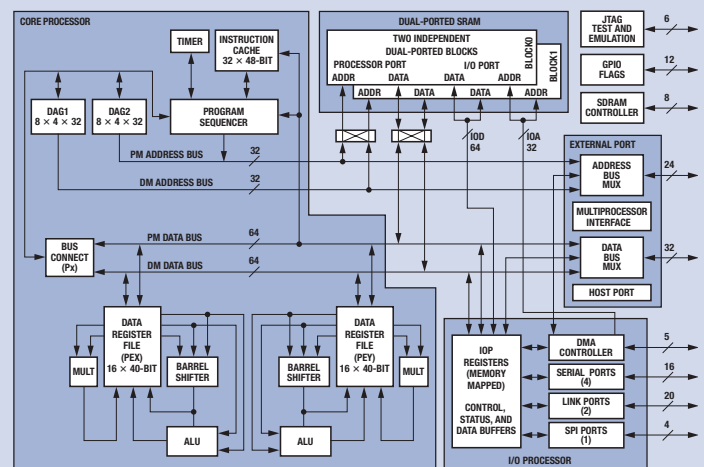 CORE PROCESSOR
TIMER
INSTRUCTION
CACHE
32 × 48-BIT
DAG1
8 × 4 × 32
DAG2
8 × 4 × 32
PROGRAM
SEQUENCER
PM ADDRESS BUS
32
DM ADDRESS BUS
32
BUS
CONNECT
(Px)
PM DATA BUS
64
DM DATA BUS
64
MULT
DATA
REGISTER
FILE
(PEX)
16 × 40-BIT
BARREL
SHIFTER
ALU
BARREL
SHIFTER
DATA
REGISTER
FILE
(PEY)
16 × 40-BIT
MULT
ALU
DUAL-PORTED SRAM
TWO INDEPENDENT
DUAL-PORTED BLOCKS
PROCESSOR PORT
I/O PORT
ADDR
DATA
DATA
ADDR
BLOCK0
ADDR
DATA
DATA
ADDR
BLOCK1
IOD
64
IOA
32
JTAG
TEST AND
EMULATION
6
GPIO
FLAGS
12
SDRAM
CONTROLLER
8
EXTERNAL PORT
ADDRESS
BUS
MUX
24
MULTIPROCESSOR
INTERFACE
DATA
BUS
MUX
32
HOST PORT
IOP
REGISTERS
(MEMORY
MAPPED)
CONTROL,
STATUS, AND
DATA BUFFERS
DMA
CONTROLLER
5
SERIAL PORTS
(4)
16
LINK PORTS
(2)
20
SPI PORTS
(1)
4
I/O PROCESSOR